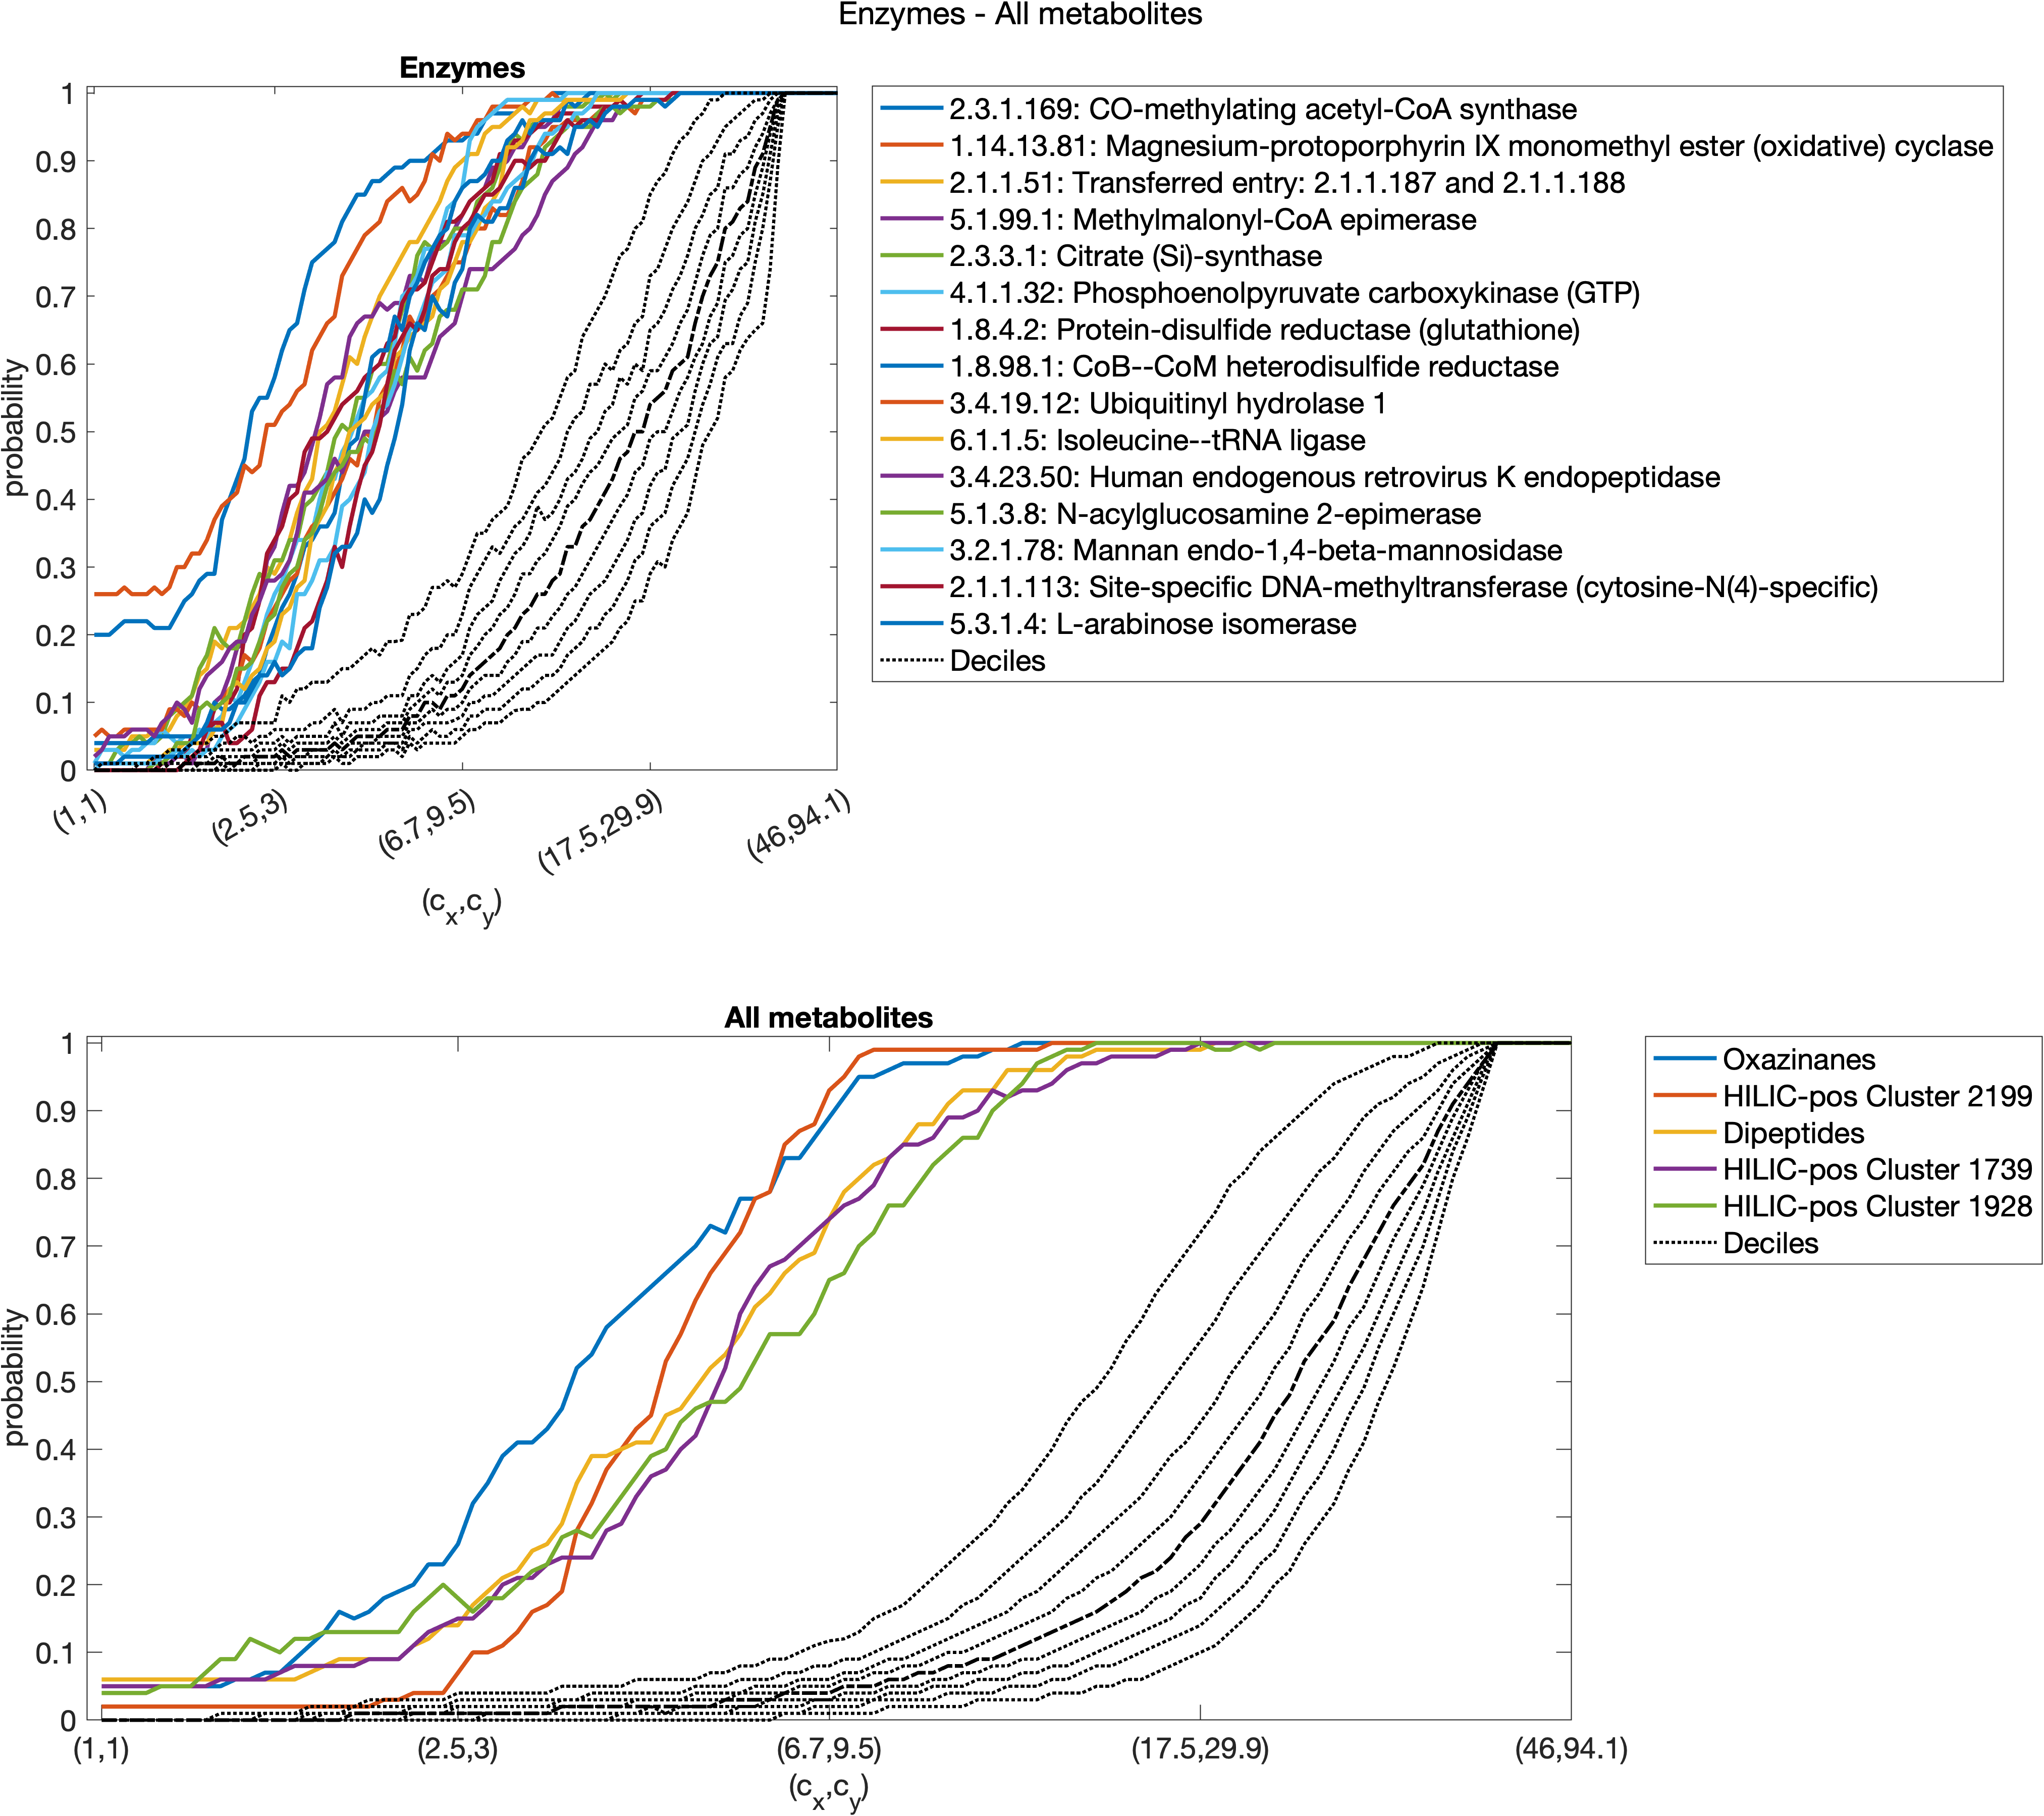 Enzymes - All metabolites
Enzymes
probability
1
0.9
0.8
0.7
0.6
0.5
0.4
0.3
0.2
0.1
0
(1,1)
(2.5,3)
(6.7,9.5)
(17.5,29.9)
(46,94.1)
(cx,cy)
2.3.1.169: CO-methylating acetyl-CoA synthase
1.14.13.81: Magnesium-protoporphyrin IX monomethyl ester (oxidative) cyclase
2.1.1.51: Transferred entry: 2.1.1.187 and 2.1.1.188
5.1.99.1: Methylmalonyl-CoA epimerase
2.3.3.1: Citrate (Si)-synthase
4.1.1.32: Phosphoenolpyruvate carboxykinase (GTP)
1.8.4.2: Protein-disulfide reductase (glutathione)
1.8.98.1: CoB--CoM heterodisulfide reductase
3.4.19.12: Ubiquitinyl hydrolase 1
6.1.1.5: Isoleucine--tRNA ligase
3.4.23.50: Human endogenous retrovirus K endopeptidase
5.1.3.8: N-acylglucosamine 2-epimerase
3.2.1.78: Mannan endo-1,4-beta-mannosidase
2.1.1.113: Site-specific DNA-methyltransferase (cytosine-N(4)-specific)
5.3.1.4: L-arabinose isomerase
Deciles
All metabolites
probability
1
0.9
0.8
0.7
0.6
0.5
0.4
0.3
0.2
0.1
0
(1,1)
(2.5,3)
(6.7,9.5)
(17.5,29.9)
(46,94.1)
(cx,cy)
Oxazinanes
HILIC-pos Cluster 2199
Dipeptides
HILIC-pos Cluster 1739
HILIC-pos Cluster 1928
Deciles